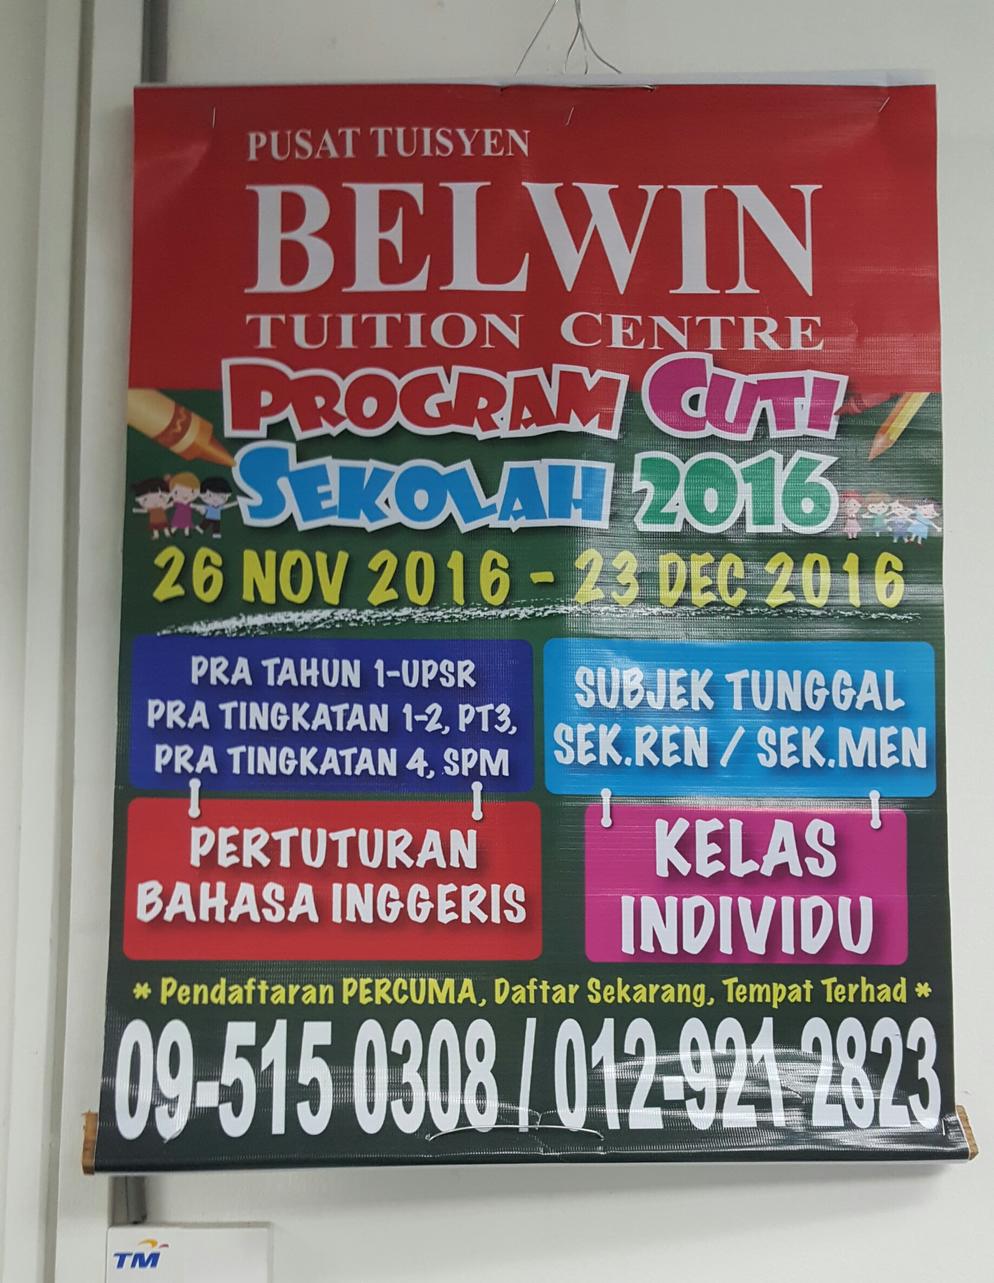 PUSAT TUISYEN
BELWIN
TUITION CENTRE
PROGRAM CUTI
SEKOLAH 2016
26 NOV 2016 - 23 DEC 2016
PRA TAHUN 1-UPSR
PRA TINGKATAN 1-2, PT3,
PRA TINGKATAN 4, SPM
SUBJEK TUNGGAL
SEK.REN / SEK.MEN
PERTUTURAN
BAHASA INGGERIS
KELAS
INDIVIDU
* Pendaftaran PERCUMA, Daftar Sekarang, Tempat Terhad *
09-515 0308 / 012-921 2823
TM